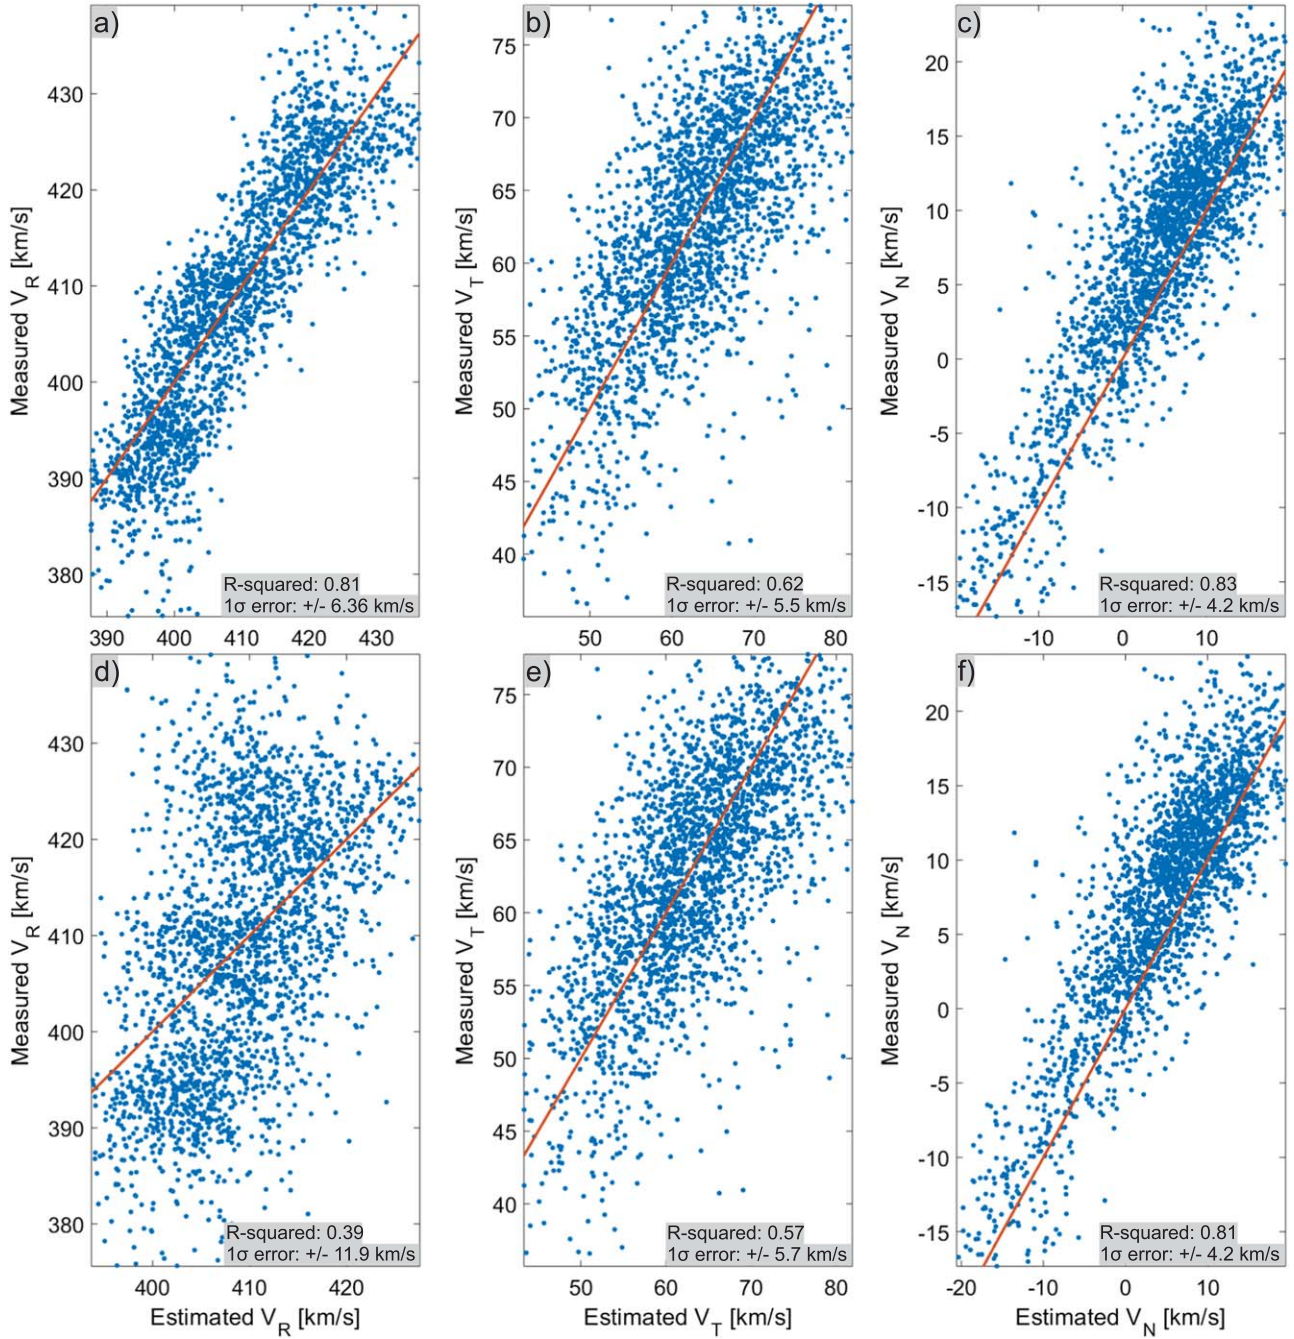 a)
Measured V_R [km/s]
430
420
410
400
390
380
R-squared: 0.81
1σ error: +/- 6.36 km/s
390 400 410 420 430
b)
Measured V_T [km/s]
75
70
65
60
55
50
45
40
R-squared: 0.62
1σ error: +/- 5.5 km/s
50 60 70 80
c)
Measured V_N [km/s]
20
15
10
5
0
-5
-10
-15
R-squared: 0.83
1σ error: +/- 4.2 km/s
-10 0 10
d)
Measured V_R [km/s]
430
420
410
400
390
380
R-squared: 0.39
1σ error: +/- 11.9 km/s
400 410 420
Estimated V_R [km/s]
e)
Measured V_T [km/s]
75
70
65
60
55
50
45
40
R-squared: 0.57
1σ error: +/- 5.7 km/s
50 60 70 80
Estimated V_T [km/s]
f)
Measured V_N [km/s]
20
15
10
5
0
-5
-10
-15
R-squared: 0.81
1σ error: +/- 4.2 km/s
-20 -10 0 10
Estimated V_N [km/s]